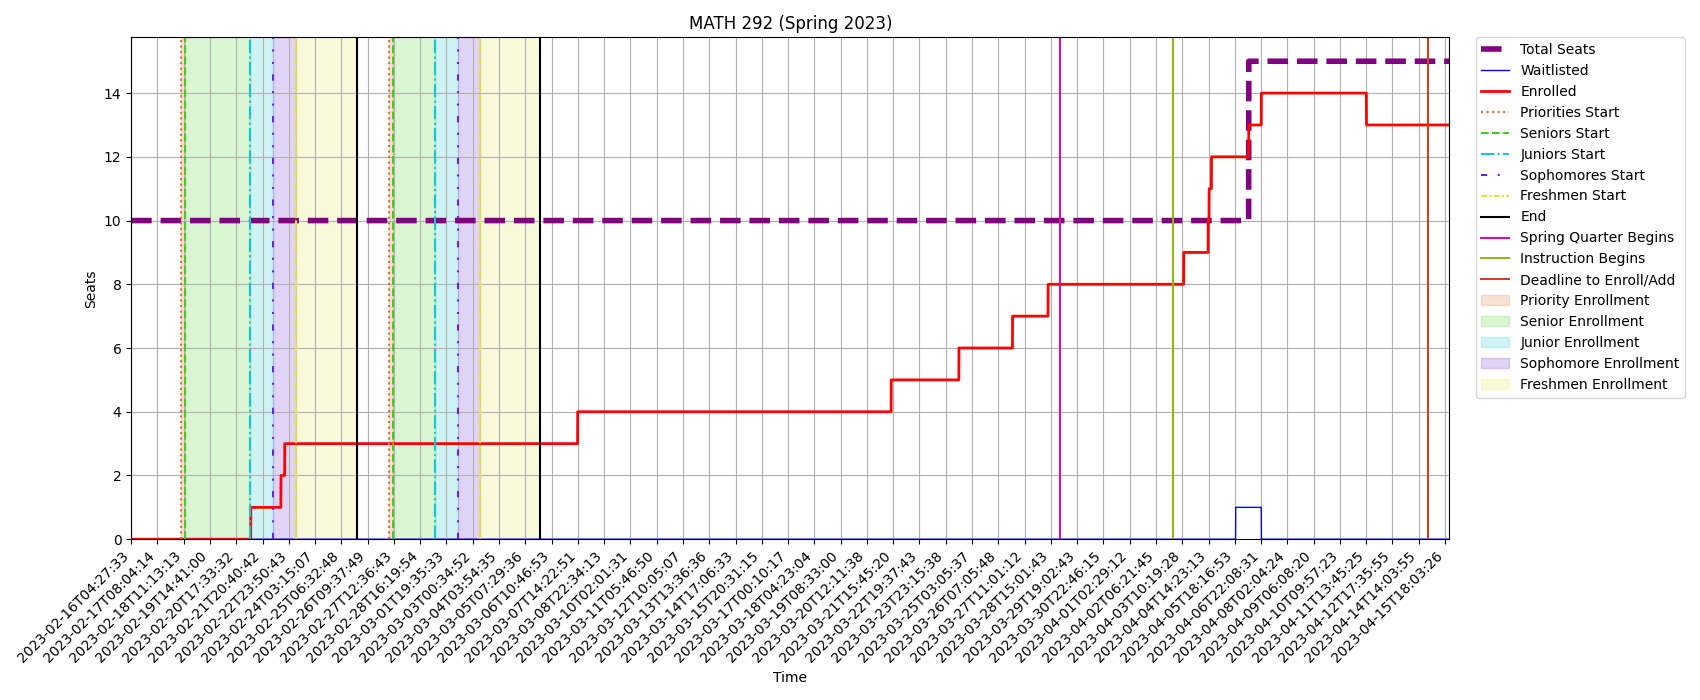 MATH 292 (Spring 2023)
Seats
14
12
10
8
6
4
2
0
2023-02-16T04:27:33
2023-02-17T08:04:14
2023-02-18T11:13:13
2023-02-19T14:41:00
2023-02-20T17:33:32
2023-02-21T20:40:42
2023-02-22T23:50:43
2023-02-24T03:15:07
2023-02-25T06:32:48
2023-02-26T09:37:49
2023-02-27T12:36:43
2023-02-28T16:19:54
2023-03-01T19:35:33
2023-03-03T00:34:52
2023-03-04T03:54:35
2023-03-05T07:29:36
2023-03-06T10:46:53
2023-03-07T14:22:51
2023-03-08T22:34:13
2023-03-10T02:01:31
2023-03-11T05:46:50
2023-03-12T10:05:07
2023-03-13T13:36:36
2023-03-14T17:06:33
2023-03-15T20:31:15
2023-03-17T00:10:17
2023-03-18T04:23:04
2023-03-19T08:33:00
2023-03-20T12:11:38
2023-03-21T15:45:20
2023-03-22T19:37:43
2023-03-23T23:15:38
2023-03-25T03:05:37
2023-03-26T07:05:48
2023-03-27T11:01:12
2023-03-28T15:01:43
2023-03-29T19:02:43
2023-03-30T22:46:15
2023-04-01T02:29:12
2023-04-02T06:21:45
2023-04-03T10:19:28
2023-04-04T14:23:13
2023-04-05T18:16:53
2023-04-06T22:08:31
2023-04-08T02:04:24
2023-04-09T06:08:20
2023-04-10T09:57:23
2023-04-11T13:45:25
2023-04-12T17:35:55
2023-04-14T14:03:55
2023-04-15T18:03:26
Time
Total Seats
Waitlisted
Enrolled
Priorities Start
Seniors Start
Juniors Start
Sophomores Start
Freshmen Start
End
Spring Quarter Begins
Instruction Begins
Deadline to Enroll/Add
Priority Enrollment
Senior Enrollment
Junior Enrollment
Sophomore Enrollment
Freshmen Enrollment